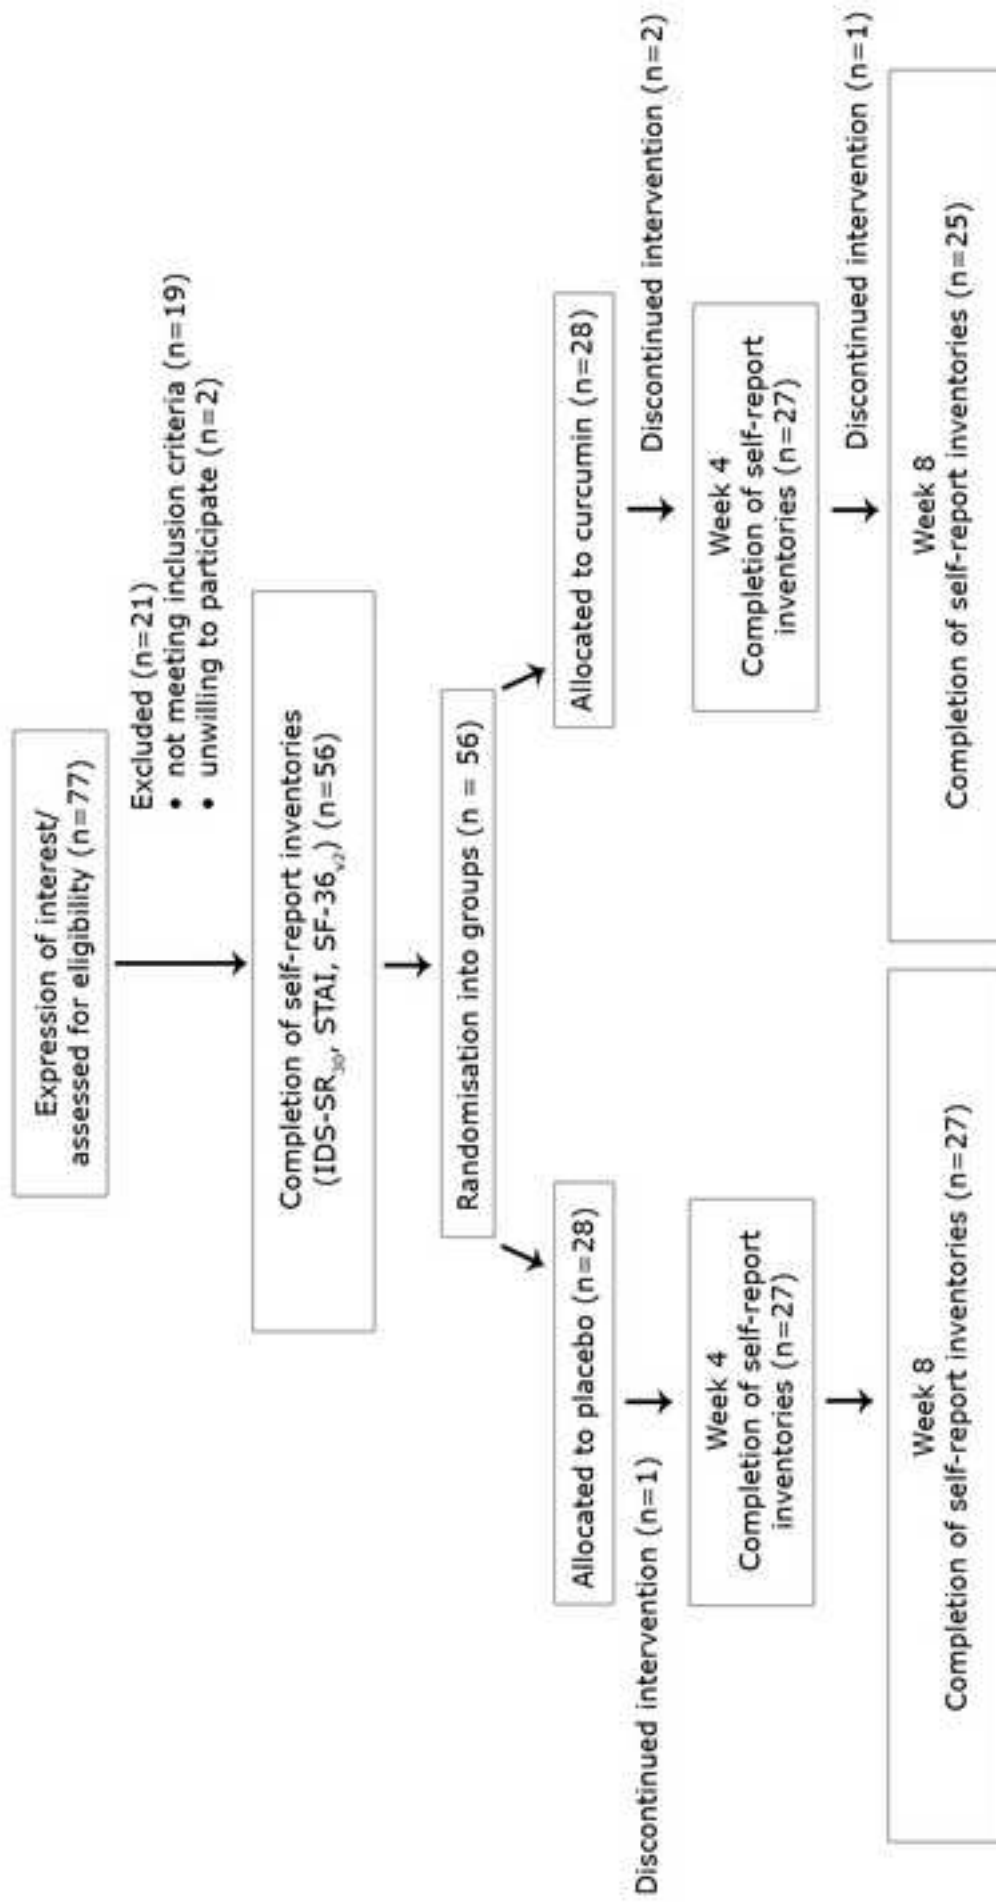 Expression of interest/
assessed for eligibility (n=77)
Excluded (n=21)
• not meeting inclusion criteria (n=19)
• unwilling to participate (n=2)
Completion of self-report inventories
(IDS-SR30, STAI, SF-36v2) (n=56)
Randomisation into groups (n = 56)
Allocated to placebo (n=28)
Discontinued intervention (n=1)
Week 4
Completion of self-report
inventories (n=27)
Week 8
Completion of self-report inventories (n=27)
Allocated to curcumin (n=28)
Discontinued intervention (n=2)
Week 4
Completion of self-report
inventories (n=27)
Discontinued intervention (n=1)
Week 8
Completion of self-report inventories (n=25)